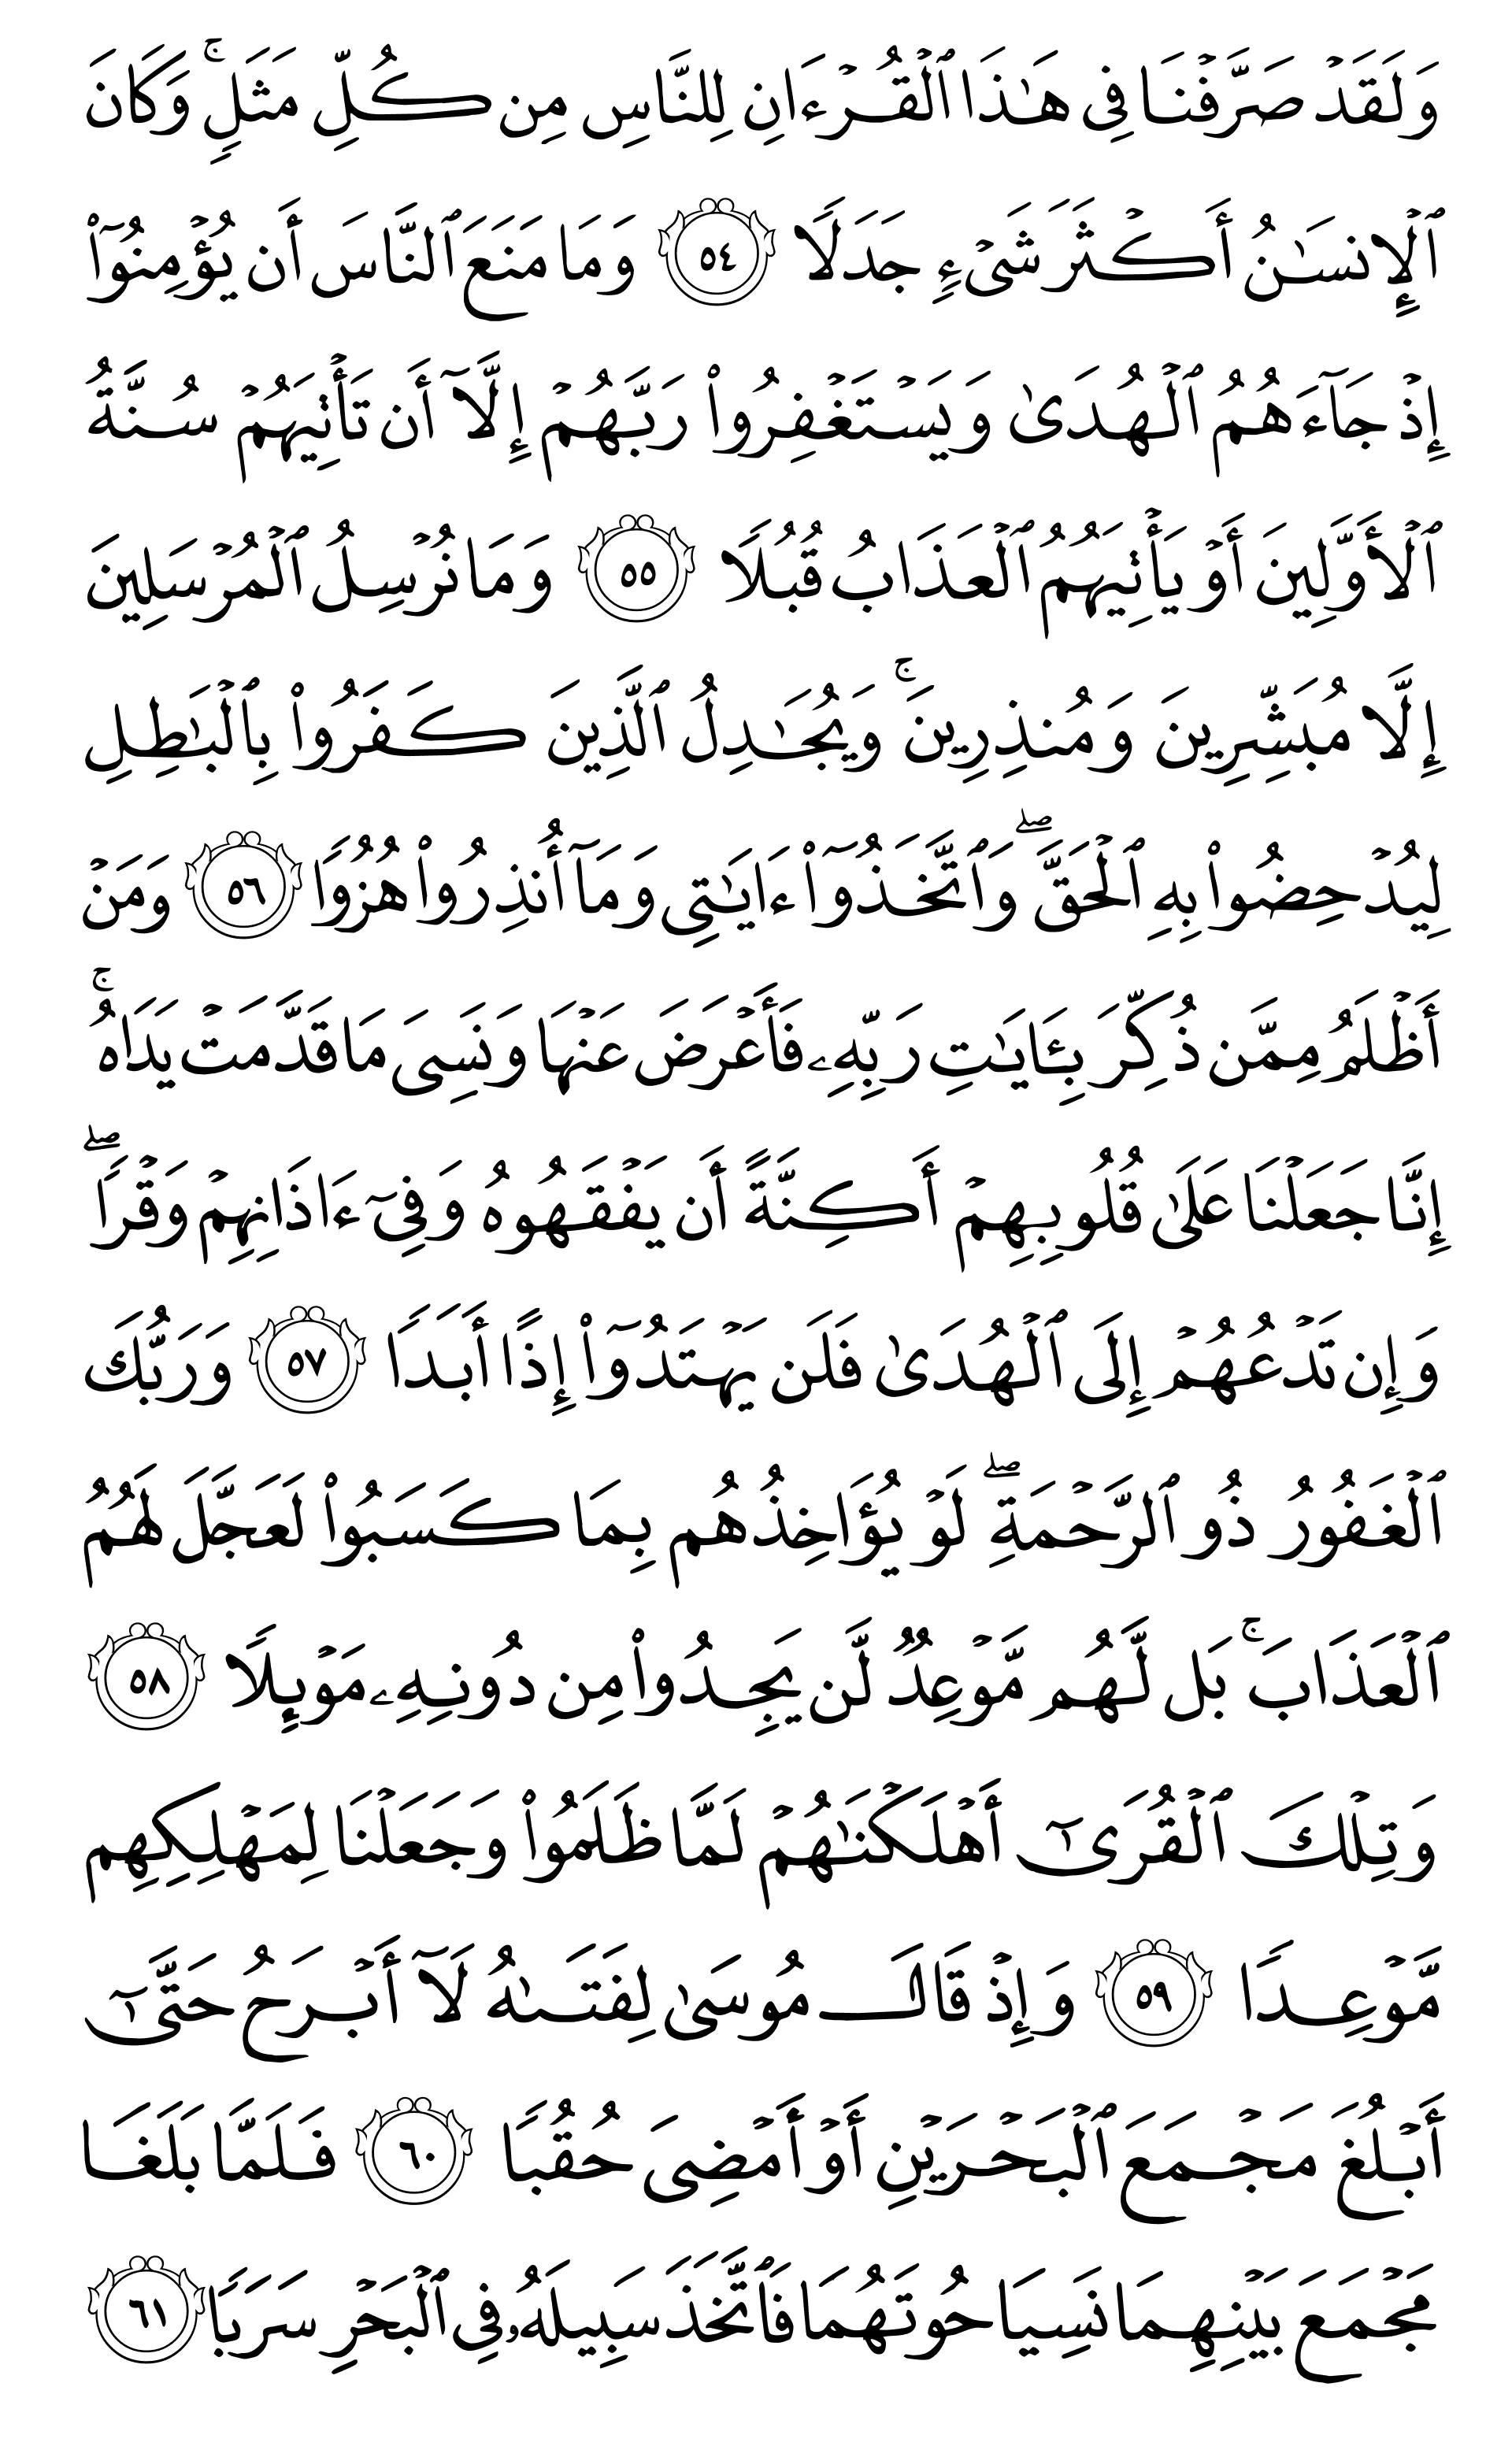 وَلَقَدۡ صَرَّفۡنَا فِي هَٰذَا ٱلۡقُرۡءَانِ لِلنَّاسِ مِن كُلِّ مَثَلٖۚ وَكَانَ
ٱلۡإِنسَٰنُ أَكۡثَرَ شَيۡءٖ جَدَلٗا ٥٤ وَمَا مَنَعَ ٱلنَّاسَ أَن يُؤۡمِنُوٓاْ
إِذۡ جَآءَهُمُ ٱلۡهُدَىٰ وَيَسۡتَغۡفِرُواْ رَبَّهُمۡ إِلَّآ أَن تَأۡتِيَهُمۡ سُنَّةُ
ٱلۡأَوَّلِينَ أَوۡ يَأۡتِيَهُمُ ٱلۡعَذَابُ قُبُلٗا ٥٥ وَمَا نُرۡسِلُ ٱلۡمُرۡسَلِينَ
إِلَّا مُبَشِّرِينَ وَمُنذِرِينَۚ وَيُجَٰدِلُ ٱلَّذِينَ كَفَرُواْ بِٱلۡبَٰطِلِ
لِيُدۡحِضُواْ بِهِ ٱلۡحَقَّۖ وَٱتَّخَذُوٓاْ ءَايَٰتِي وَمَآ أُنذِرُواْ هُزُوٗا ٥٦ وَمَنۡ
أَظۡلَمُ مِمَّن ذُكِّرَ بِـَٔايَٰتِ رَبِّهِۦ فَأَعۡرَضَ عَنۡهَا وَنَسِيَ مَا قَدَّمَتۡ يَدَاهُۚ
إِنَّا جَعَلۡنَا عَلَىٰ قُلُوبِهِمۡ أَكِنَّةً أَن يَفۡقَهُوهُ وَفِيٓ ءَاذَانِهِمۡ وَقۡرٗاۖ
وَإِن تَدۡعُهُمۡ إِلَى ٱلۡهُدَىٰ فَلَن يَهۡتَدُوٓاْ إِذًا أَبَدٗا ٥٧ وَرَبُّكَ
ٱلۡغَفُورُ ذُو ٱلرَّحۡمَةِۖ لَوۡ يُؤَاخِذُهُم بِمَا كَسَبُواْ لَعَجَّلَ لَهُمُ
ٱلۡعَذَابَۚ بَل لَّهُم مَّوۡعِدٞ لَّن يَجِدُواْ مِن دُونِهِۦ مَوۡئِلٗا ٥٨
وَتِلۡكَ ٱلۡقُرَىٰٓ أَهۡلَكۡنَٰهُمۡ لَمَّا ظَلَمُواْ وَجَعَلۡنَا لِمَهۡلِكِهِم
مَّوۡعِدٗا ٥٩ وَإِذۡ قَالَ مُوسَىٰ لِفَتَىٰهُ لَآ أَبۡرَحُ حَتَّىٰٓ
أَبۡلُغَ مَجۡمَعَ ٱلۡبَحۡرَيۡنِ أَوۡ أَمۡضِيَ حُقُبٗا ٦٠ فَلَمَّا بَلَغَا
مَجۡمَعَ بَيۡنِهِمَا نَسِيَا حُوتَهُمَا فَٱتَّخَذَ سَبِيلَهُۥ فِي ٱلۡبَحۡرِ سَرَبٗا ٦١